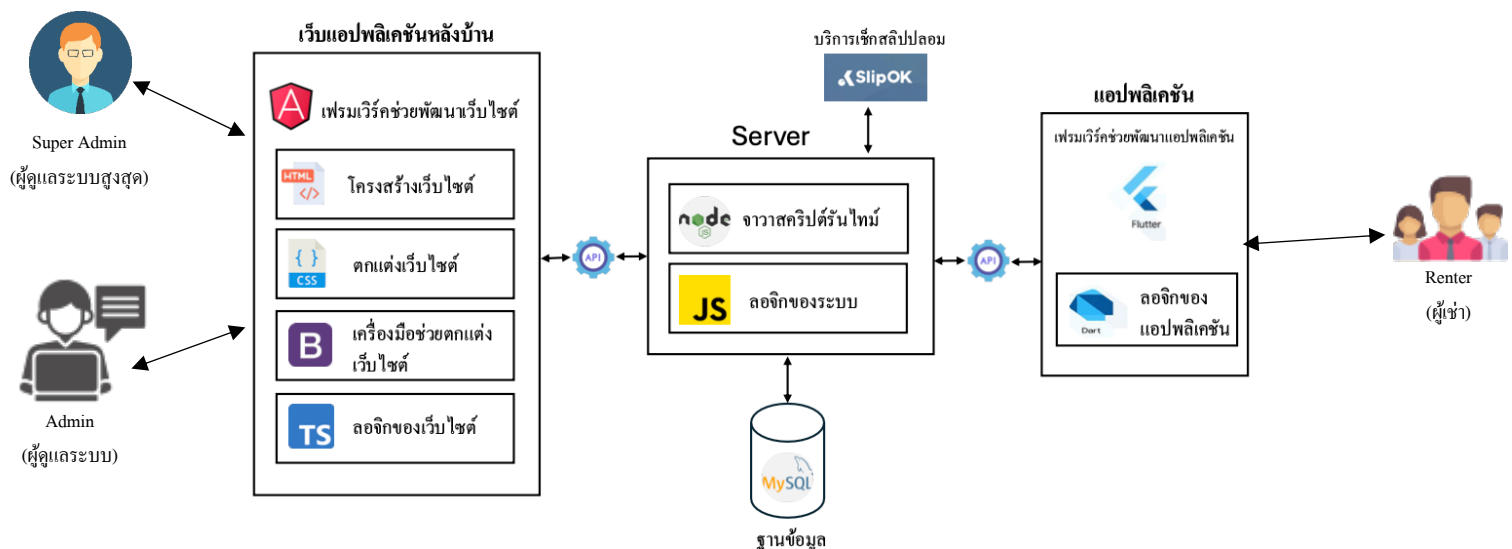 เว็บแอปพลิเคชันหลังบ้าน
Super Admin
(ผู้ดูแลระบบสูงสุด)
Admin
(ผู้ดูแลระบบ)
เฟรมเวิร์คช่วยพัฒนาเว็บไซต์
HTML
</>
โครงสร้างเว็บไซต์
{ }
CSS
ตกแต่งเว็บไซต์
B
เครื่องมือช่วยตกแต่ง
เว็บไซต์
TS
ลอจิกของเว็บไซต์
API
บริการเช็กสลิปปลอม
SlipOK
Server
node
JS
จาวาสคริปต์รันไทม์
JS
ลอจิกของระบบ
MySQL
ฐานข้อมูล
API
แอปพลิเคชัน
เฟรมเวิร์คช่วยพัฒนาแอปพลิเคชัน
Flutter
Dart
ลอจิกของ
แอปพลิเคชัน
Renter
(ผู้เช่า)